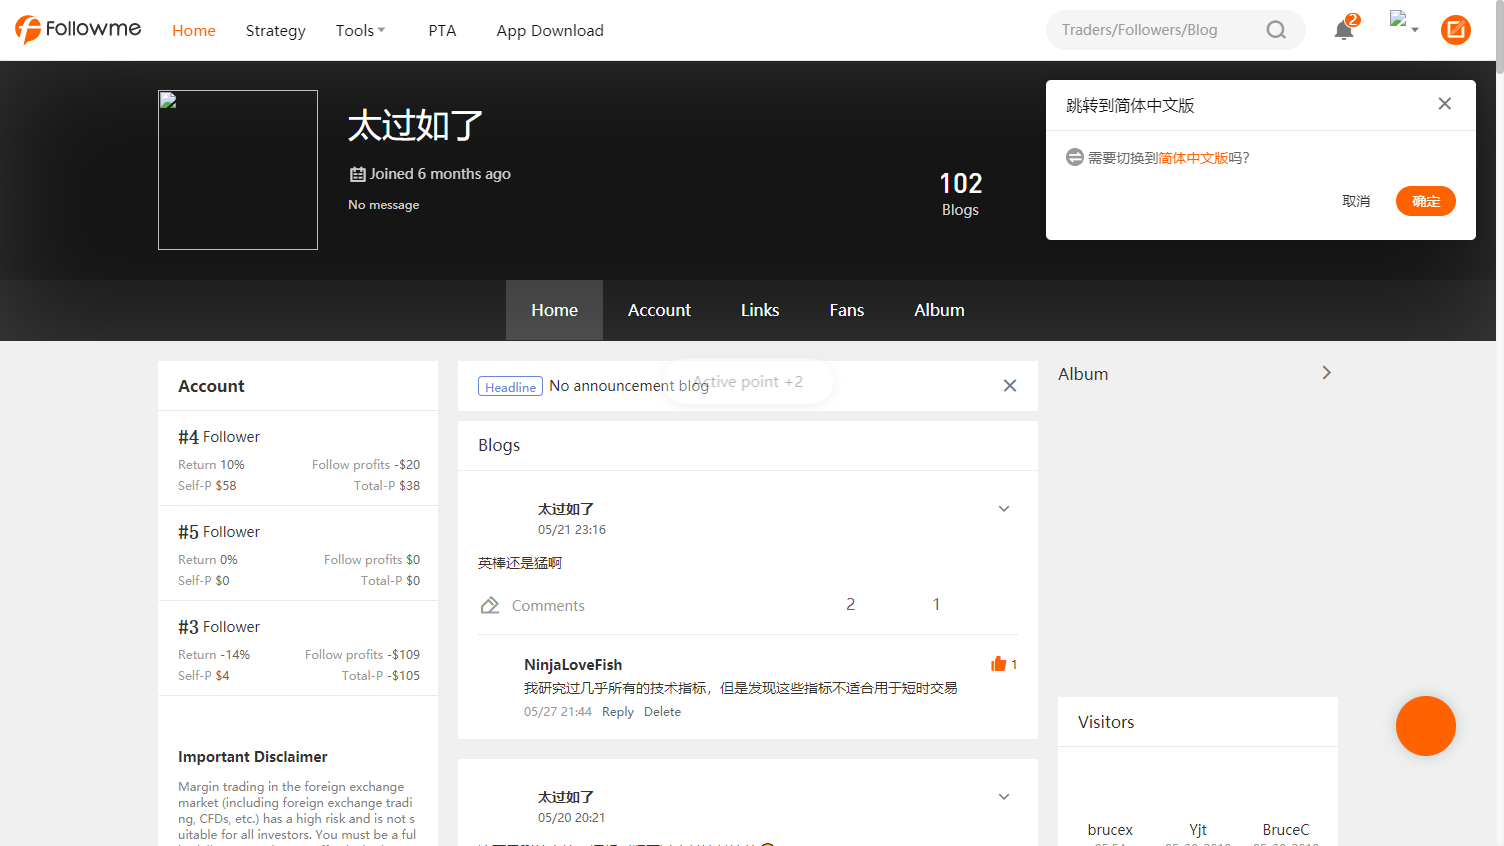 Followme
Home Strategy Tools PTA App Download
Traders/Followers/Blog
2
太过如了
Joined 6 months ago
No message
102
Blogs
跳转到简体中文版
需要切换到简体中文版吗?
取消 确定
Home Account Links Fans Album
Account
#4 Follower
Return 10% Follow profits -$20
Self-P $58 Total-P $38
#5 Follower
Return 0% Follow profits $0
Self-P $0 Total-P $0
#3 Follower
Return -14% Follow profits -$109
Self-P $4 Total-P -$105
Important Disclaimer
Margin trading in the foreign exchange
market (including foreign exchange tradi
ng, CFDs, etc.) has a high risk and is not s
uitable for all investors. You must be a ful
Headline No announcement blog
Active point +2
Blogs
太过如了
05/21 23:16
英棒还是猛啊
Comments 2 1
NinjaLoveFish 1
我研究过几乎所有的技术指标，但是发现这些指标不适合用于短时交易
05/27 21:44 Reply Delete
太过如了
05/20 20:21
Album
Visitors
brucex Yjt BruceC